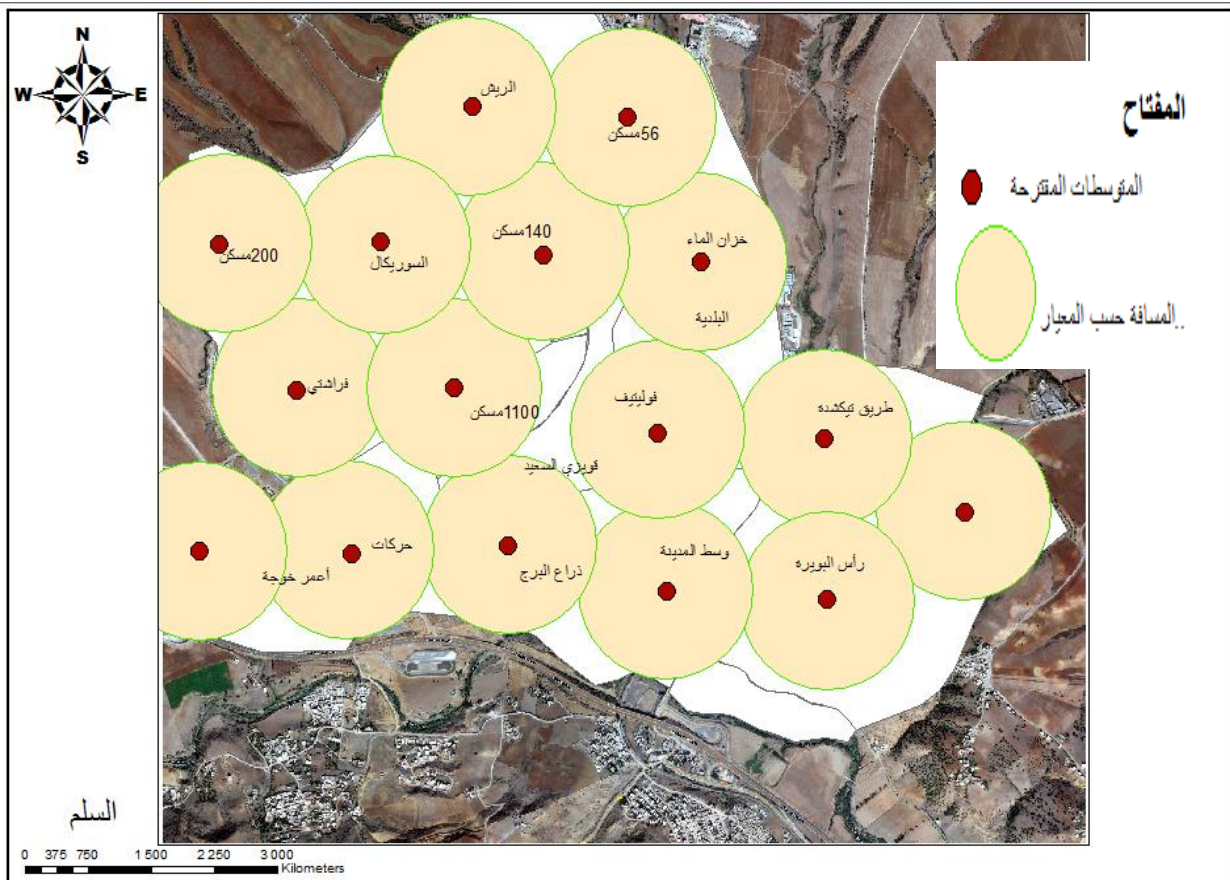 N
W
E
S
المفتاح
المتوسطات المقترحة
المسافة حسب المعيار..
الريش
56مسكن
140مسكن
خزان الماء
200مسكن
السوريكال
البلدية
فراشتي
1100مسكن
فوليتيف
طريق تيكشدة
قويزي السعيد
حركات
وسط المدينة
رأس البويرة
أعمر خوجة
ذراع البرج
السلم
0 375 750 1 500 2 250 3 000
Kilometers